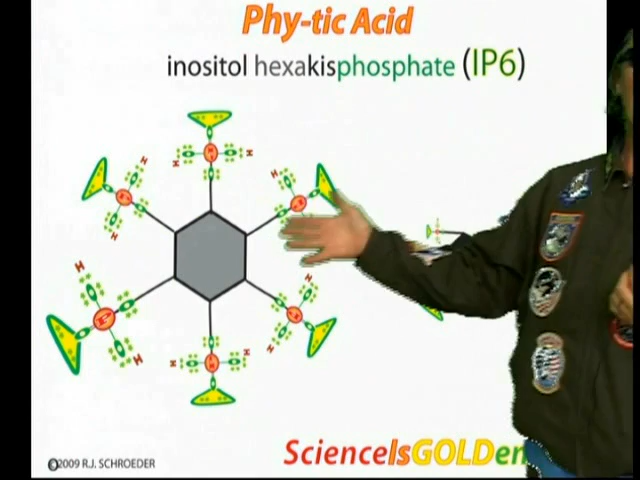 Phy-tic Acid
inositol hexakisphosphate (IP6)
H H
H H
H H
H H
H H
H H
©2009 R.J. SCHROEDER
ScienceIsGOLDen